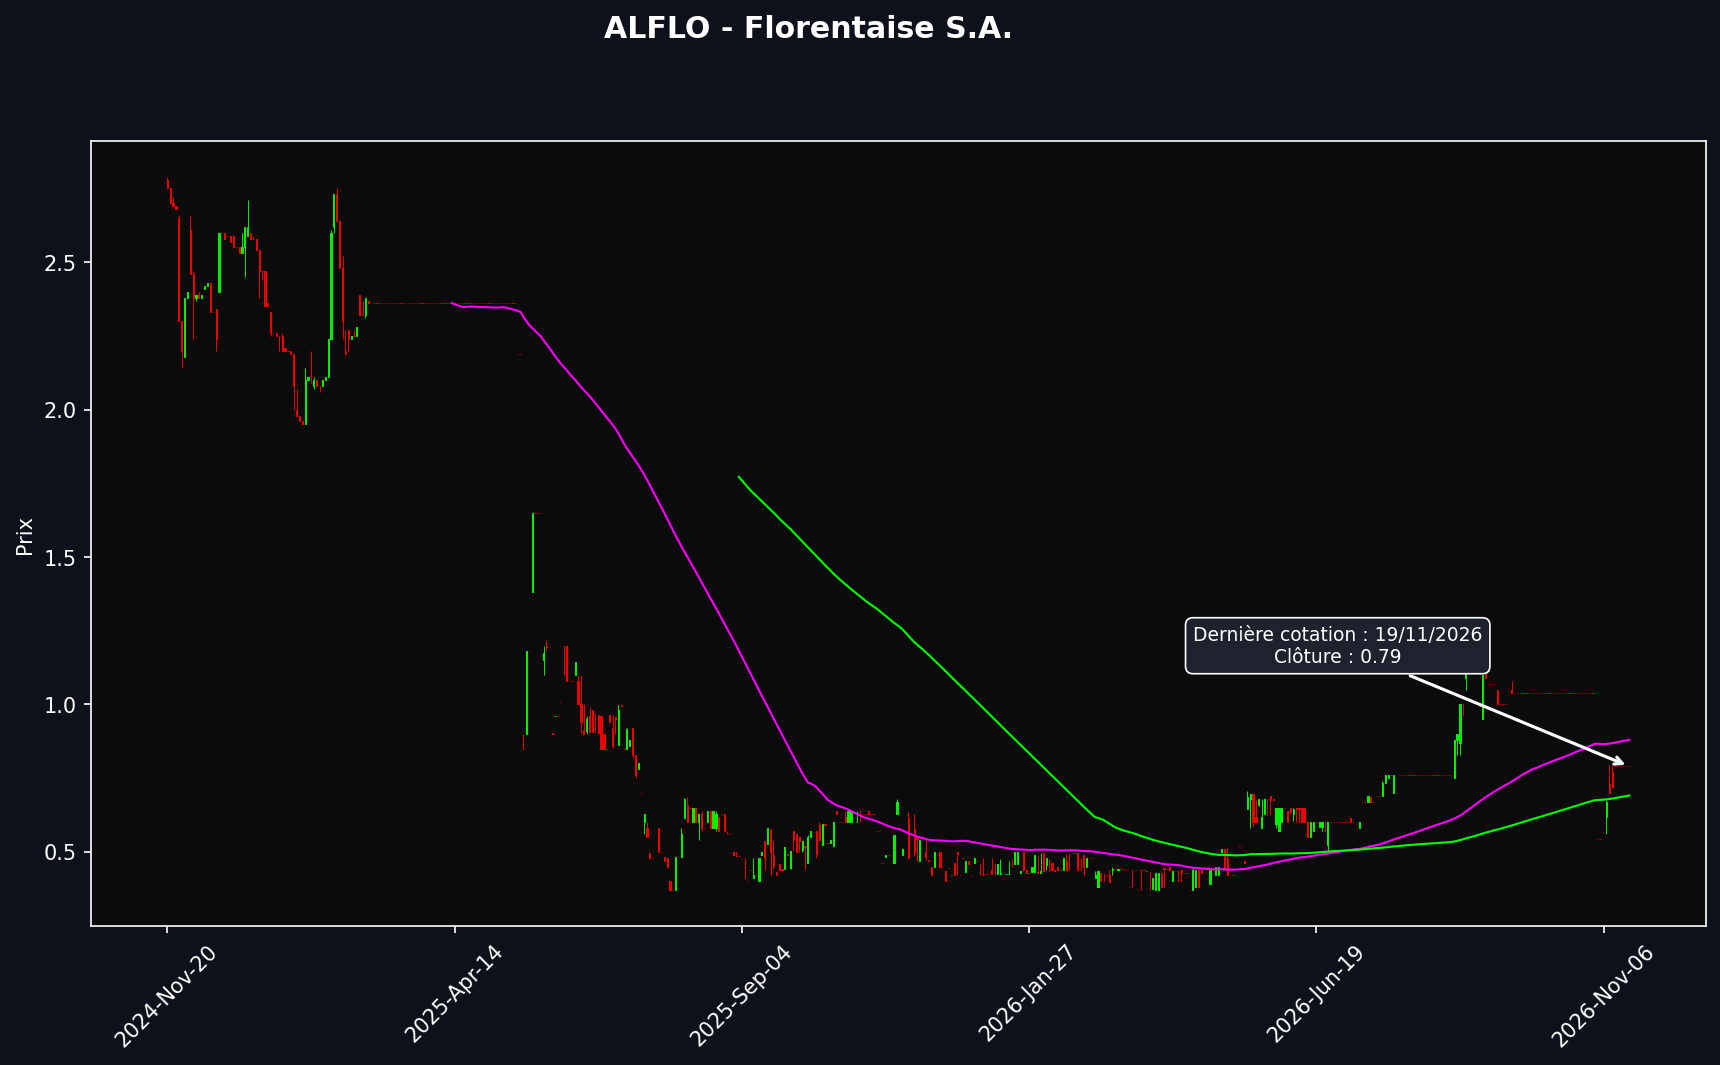 ALFLO - Florentaise S.A.
Prix
2.5
2.0
1.5
1.0
0.5
Dernière cotation : 19/11/2026
Clôture : 0.79
2024-Nov-20
2025-Apr-14
2025-Sep-04
2026-Jan-27
2026-Jun-19
2026-Nov-06